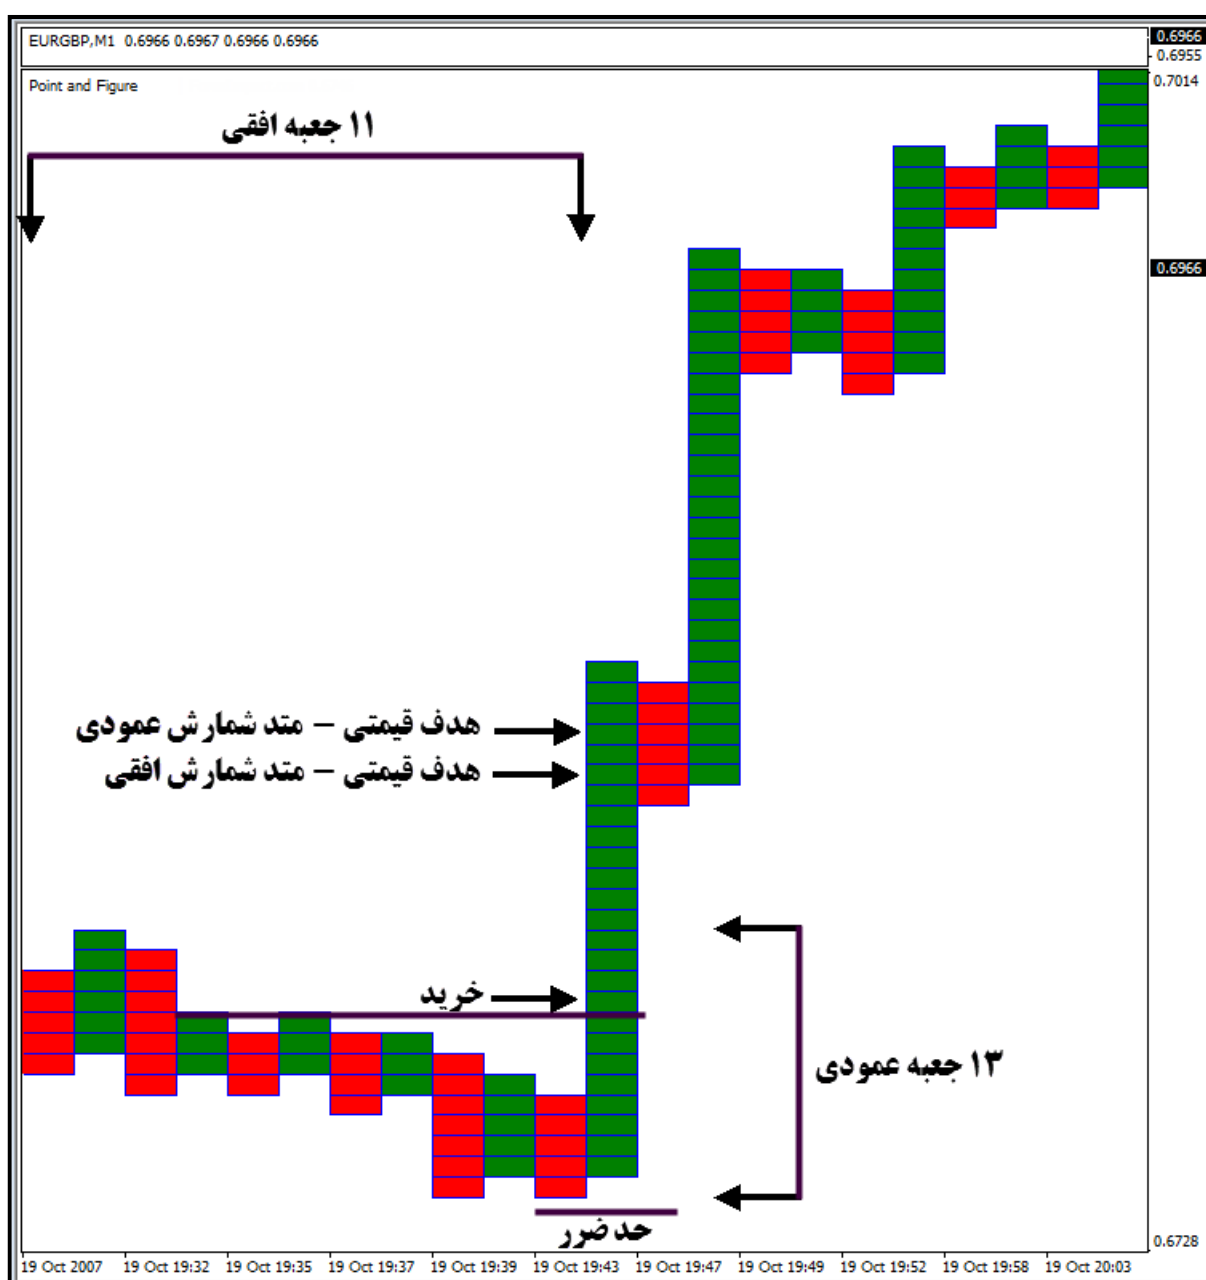 EURGBP,M1 0.6966 0.6967 0.6966 0.6966
0.6966
0.6955
Point and Figure
0.7014
۱۱ جعبه افقی
0.6966
هدف قیمتی – متد شمارش عمودی
هدف قیمتی – متد شمارش افقی
خرید
۱۳ جعبه عمودی
حد ضرر
0.6728
19 Oct 2007 19 Oct 19:32 19 Oct 19:35 19 Oct 19:37 19 Oct 19:39 19 Oct 19:43 19 Oct 19:47 19 Oct 19:49 19 Oct 19:52 19 Oct 19:58 19 Oct 20:03